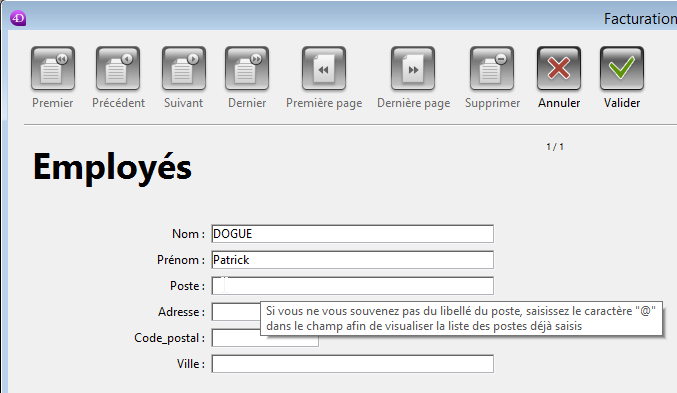 4D
Facturation
Premier Précédent Suivant Dernier Première page Dernière page Supprimer Annuler Valider
1 / 1
Employés
Nom : DOGUE
Prénom : Patrick
Poste :
Adresse :
Si vous ne vous souvenez pas du libellé du poste, saisissez le caractère "@"
dans le champ afin de visualiser la liste des postes déjà saisis
Code_postal :
Ville :